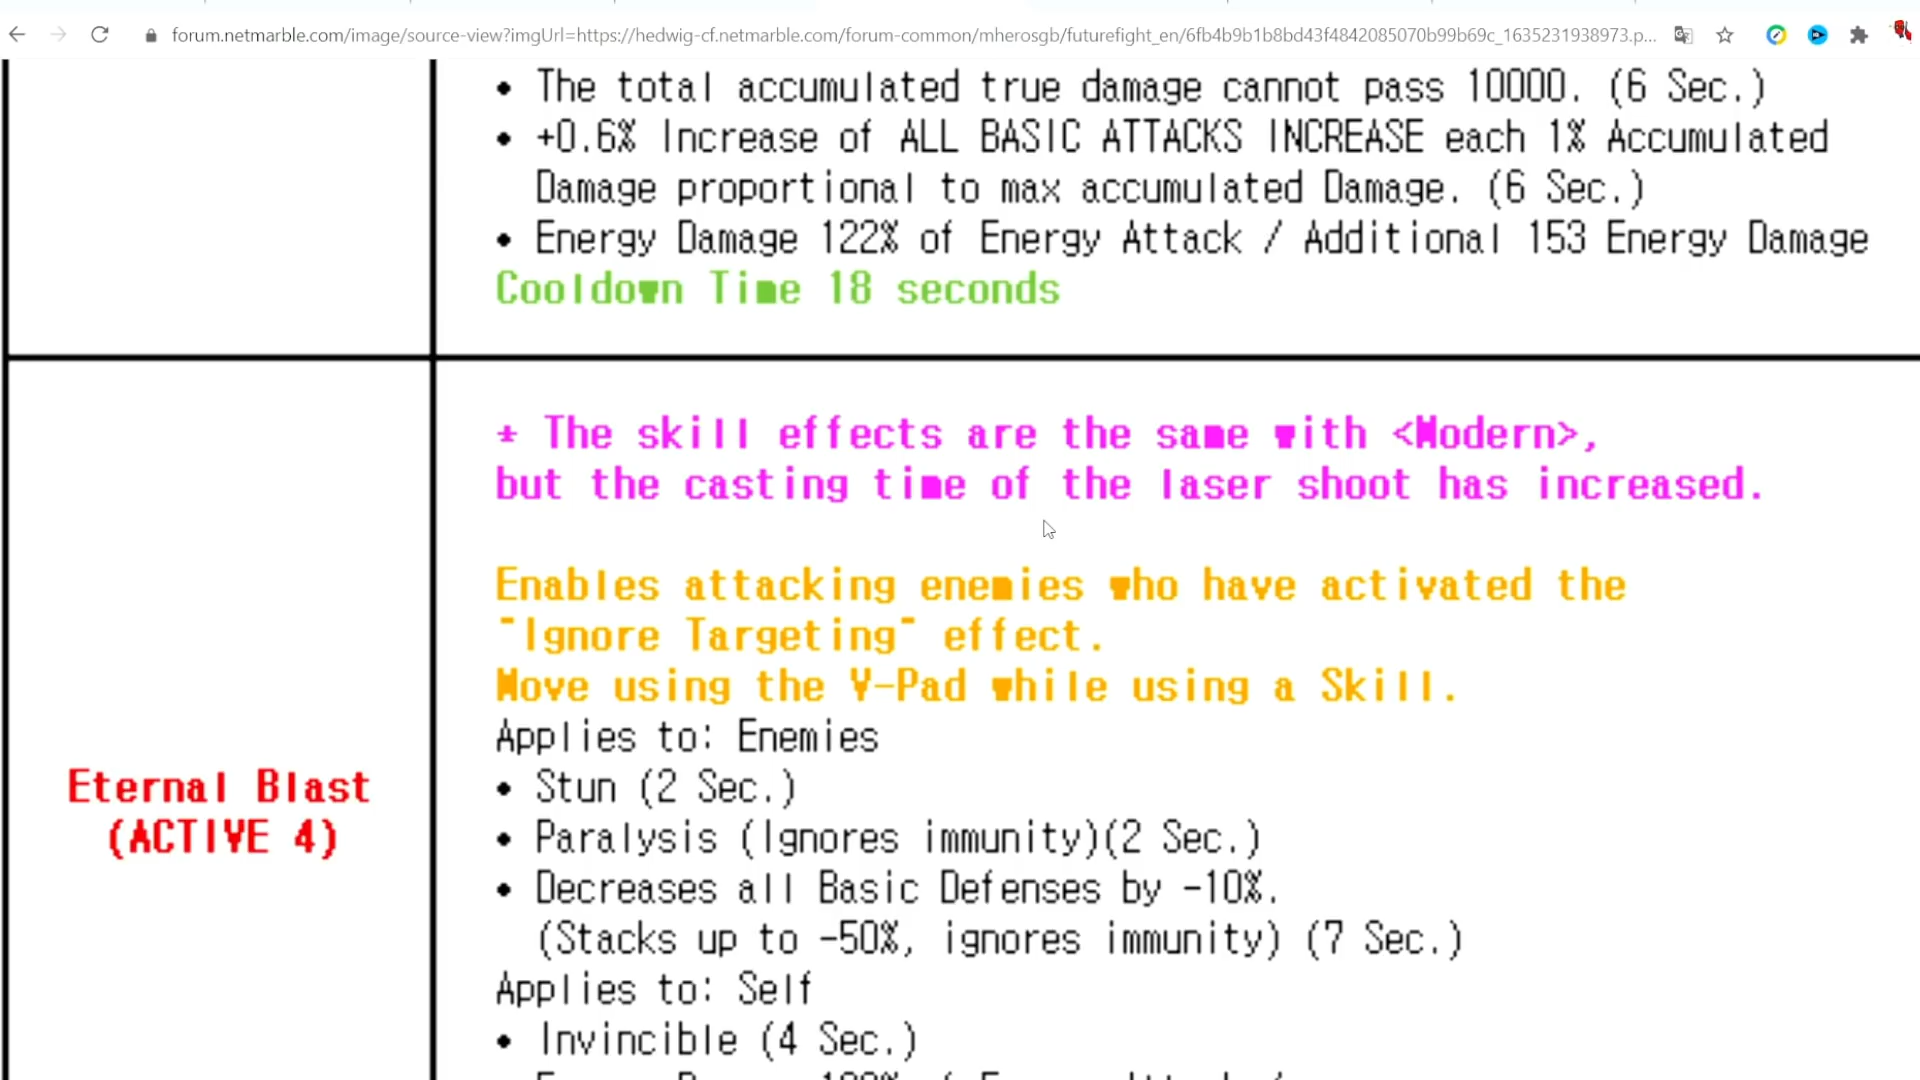 forum.netmarble.com/image/source-view?imgUrl=https://hedwig-cf.netmarble.com/forum-common/mherosgb/futurefight_en/6fb4b9b1b8bd43f4842085070b99b69c_1635231938973.p...
• The total accumulated true damage cannot pass 10000. (6 Sec.)
• +0.6% Increase of ALL BASIC ATTACKS INCREASE each 1% Accumulated
Damage proportional to max accumulated Damage. (6 Sec.)
• Energy Damage 122% of Energy Attack / Additional 153 Energy Damage
Cooldown Time 18 seconds
* The skill effects are the same with <Modern>,
but the casting time of the laser shoot has increased.
Enables attacking enemies who have activated the
"Ignore Targeting" effect.
Move using the V-Pad while using a Skill.
Applies to: Enemies
Eternal Blast
(ACTIVE 4)
• Stun (2 Sec.)
• Paralysis (Ignores immunity)(2 Sec.)
• Decreases all Basic Defenses by -10%.
(Stacks up to -50%, ignores immunity) (7 Sec.)
Applies to: Self
• Invincible (4 Sec.)